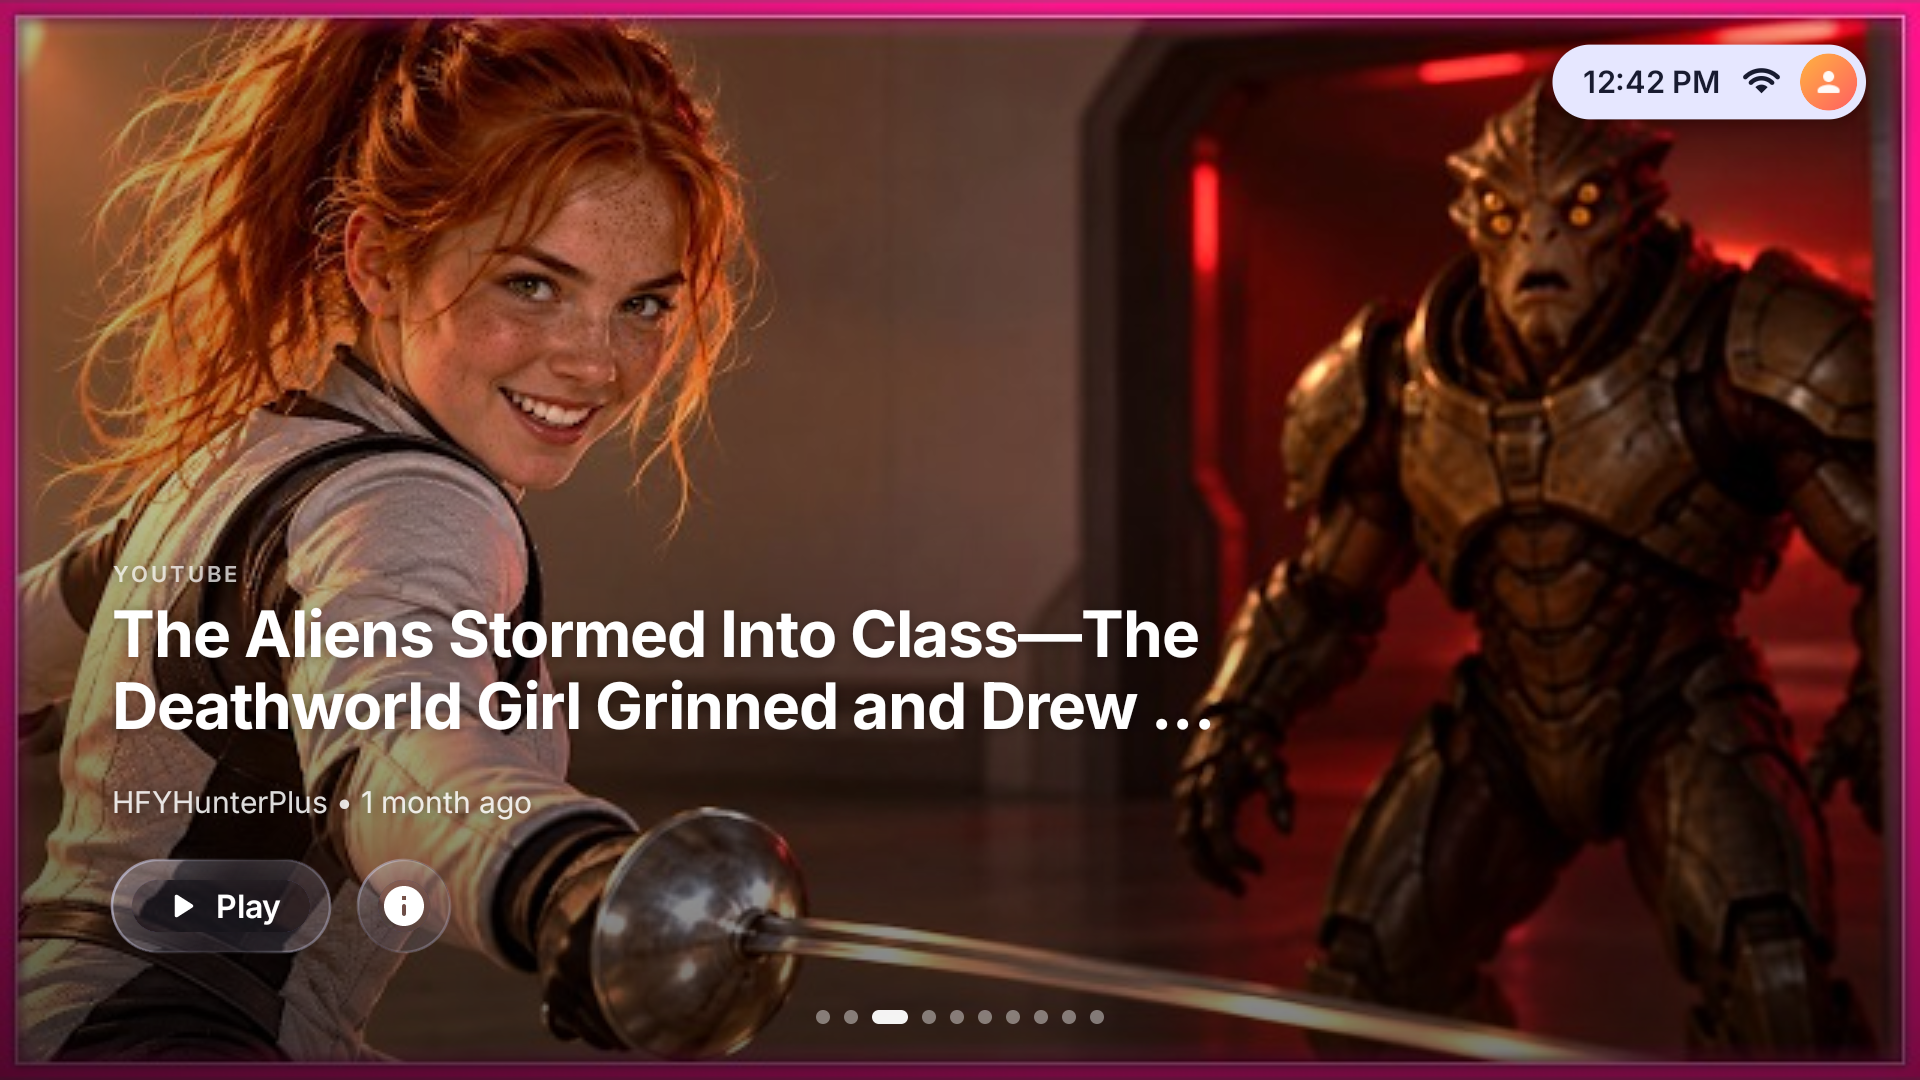 12:42 PM
YOUTUBE
The Aliens Stormed Into Class—The
Deathworld Girl Grinned and Drew …
HFYHunterPlus • 1 month ago
Play